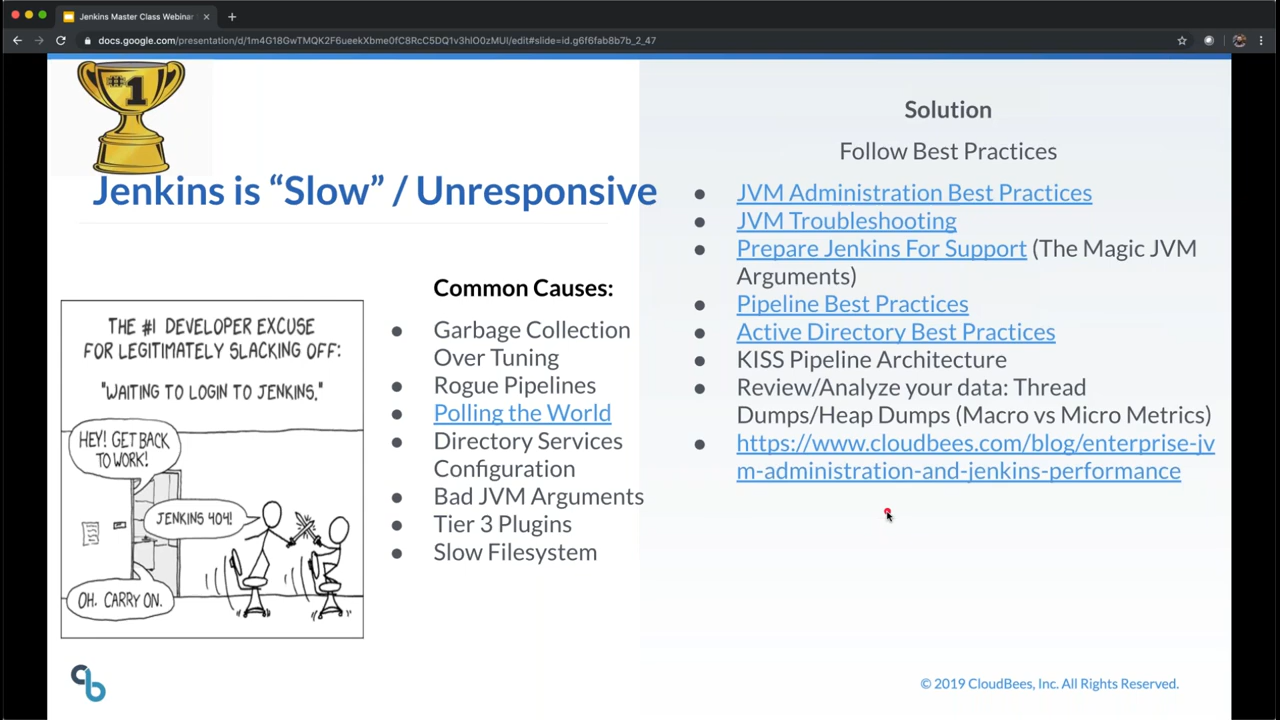 Jenkins Master Class Webinar
docs.google.com/presentation/d/1m4G18GwTMQK2F6ueekXbme0fC8RcC5DQ1v3hlO0zMUI/edit#slide=id.g6f6fab8b7b_2_47
#1
Jenkins is “Slow” / Unresponsive
THE #1 DEVELOPER EXCUSE
FOR LEGITIMATELY SLACKING OFF:
"WAITING TO LOGIN TO JENKINS."
HEY! GET BACK
TO WORK!
JENKINS 404!
OH. CARRY ON.
Common Causes:
● Garbage Collection
Over Tuning
● Rogue Pipelines
● Polling the World
● Directory Services
Configuration
● Bad JVM Arguments
● Tier 3 Plugins
● Slow Filesystem
Solution
Follow Best Practices
● JVM Administration Best Practices
● JVM Troubleshooting
● Prepare Jenkins For Support (The Magic JVM
Arguments)
● Pipeline Best Practices
● Active Directory Best Practices
● KISS Pipeline Architecture
● Review/Analyze your data: Thread
Dumps/Heap Dumps (Macro vs Micro Metrics)
● https://www.cloudbees.com/blog/enterprise-jv
m-administration-and-jenkins-performance
© 2019 CloudBees, Inc. All Rights Reserved.